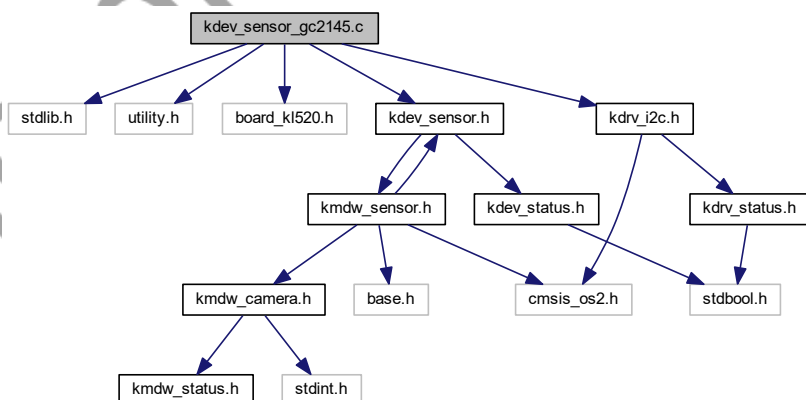 kdev_sensor_gc2145.c
stdlib.h
utility.h
board_kl520.h
kdev_sensor.h
kdrv_i2c.h
kmdw_sensor.h
kdev_status.h
kdrv_status.h
kmdw_camera.h
base.h
cmsis_os2.h
stdbool.h
kmdw_status.h
stdint.h